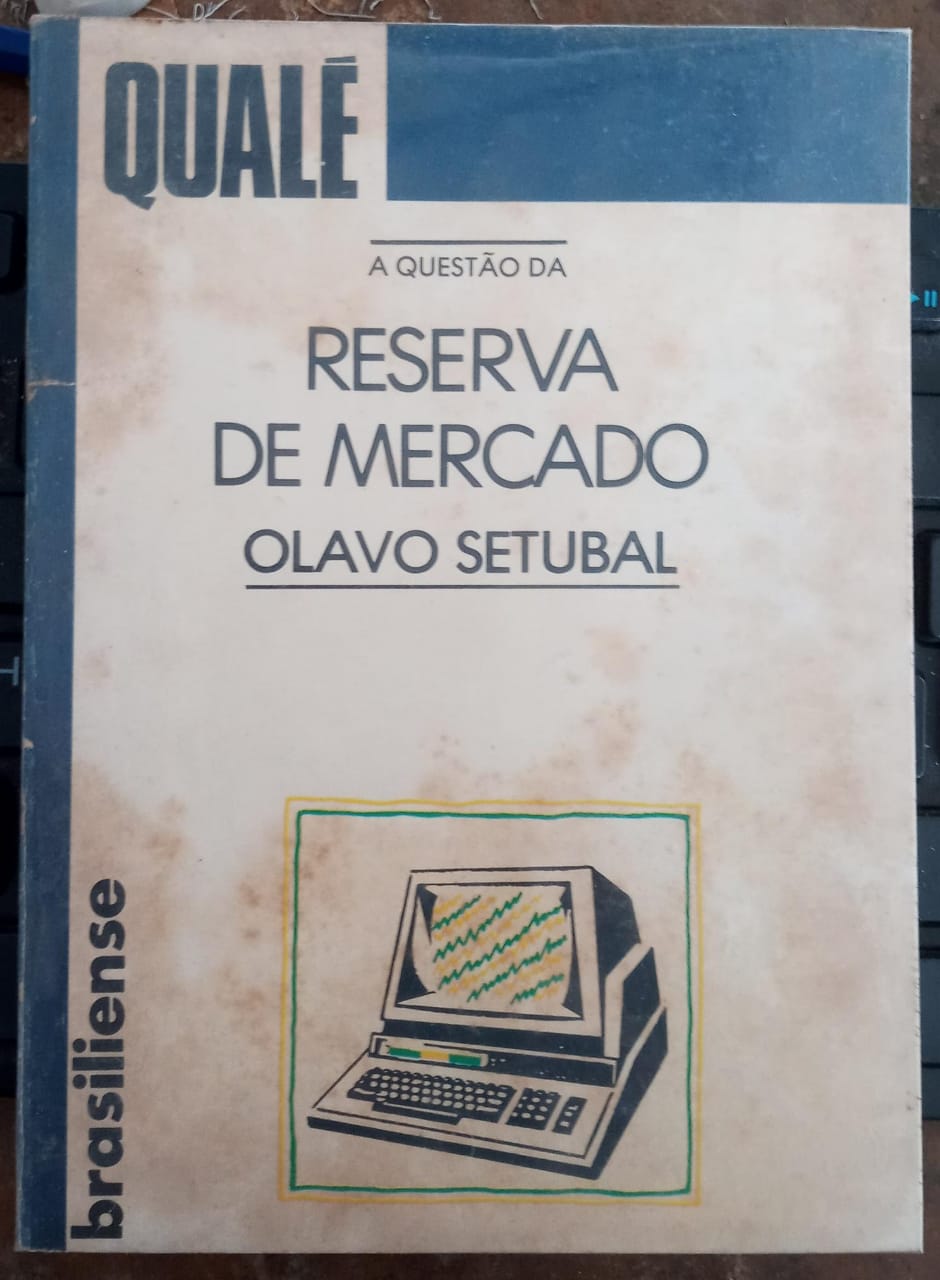 QUALÉ
A QUESTÃO DA
RESERVA
DE MERCADO
OLAVO SETUBAL
brasiliense